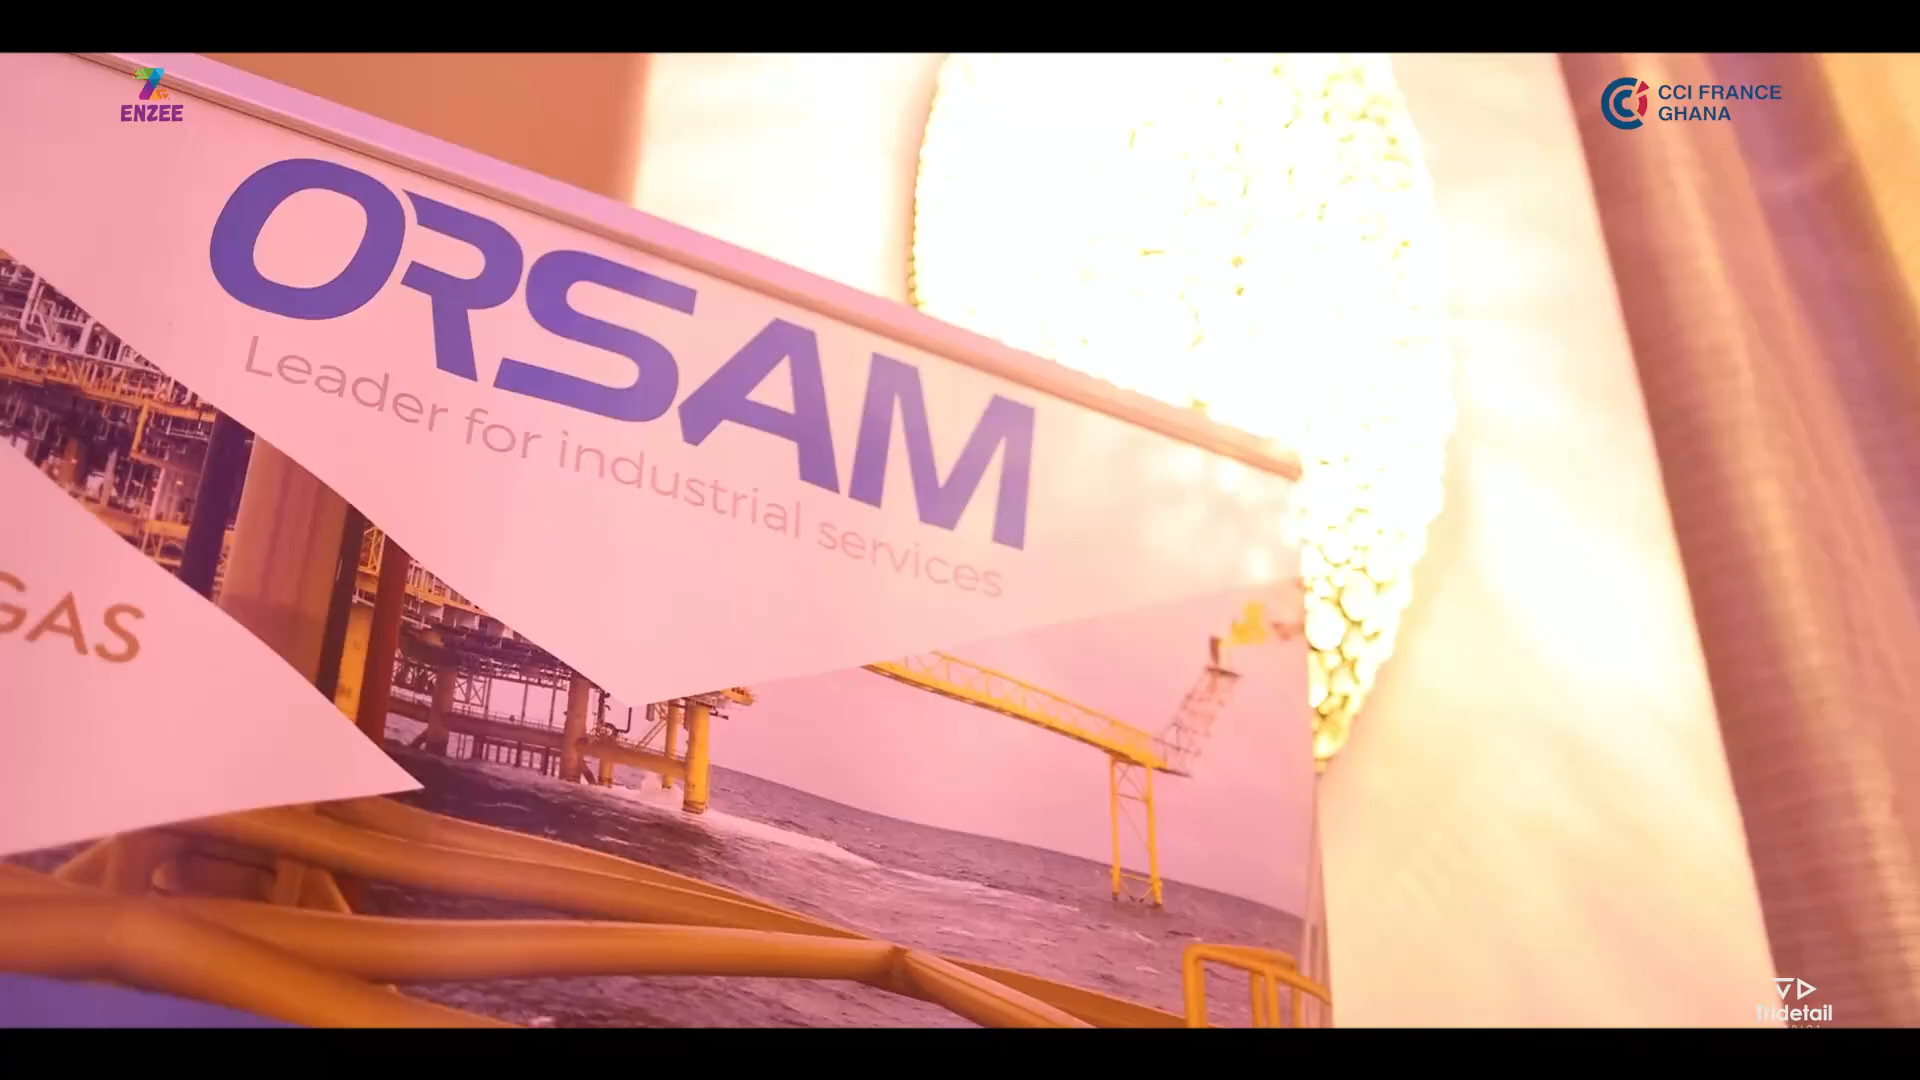 ENZEE
CCI FRANCE
GHANA
ORSAM
Leader for industrial services
GAS
tridetail